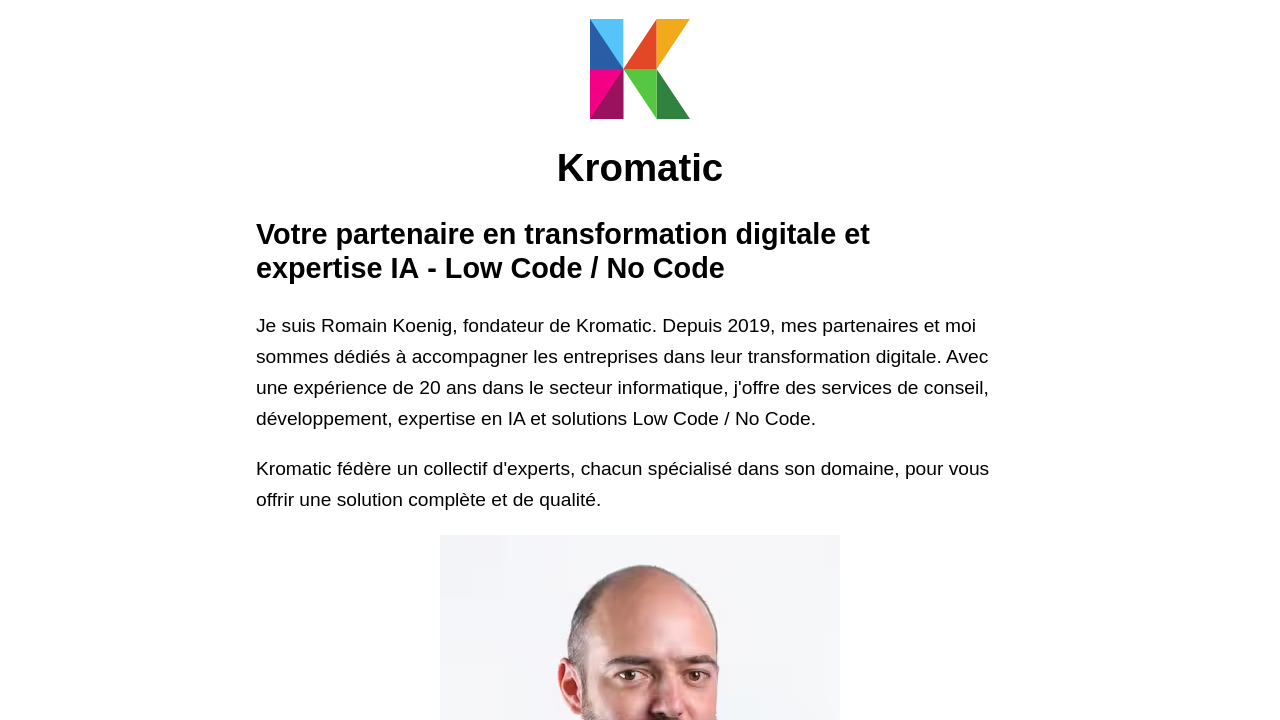 Kromatic
Votre partenaire en transformation digitale et
expertise IA - Low Code / No Code
Je suis Romain Koenig, fondateur de Kromatic. Depuis 2019, mes partenaires et moi
sommes dédiés à accompagner les entreprises dans leur transformation digitale. Avec
une expérience de 20 ans dans le secteur informatique, j'offre des services de conseil,
développement, expertise en IA et solutions Low Code / No Code.
Kromatic fédère un collectif d'experts, chacun spécialisé dans son domaine, pour vous
offrir une solution complète et de qualité.